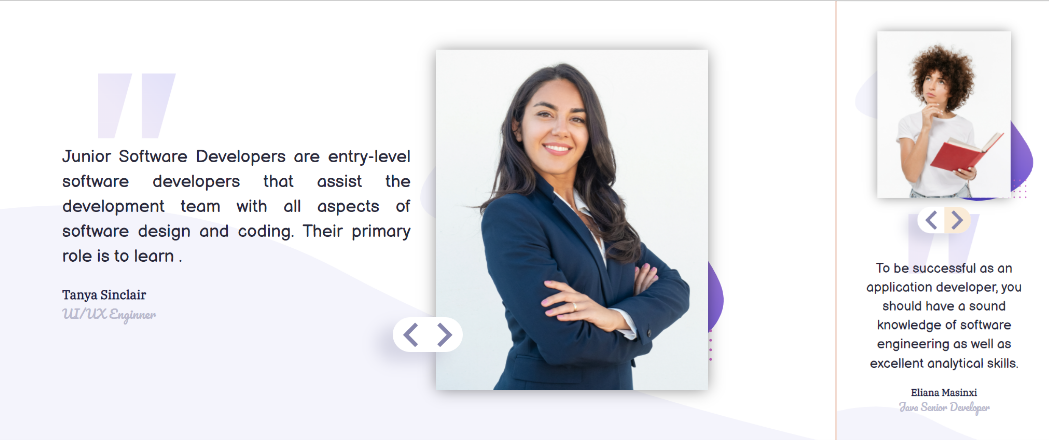 "
Junior Software Developers are entry-level
software developers that assist the
development team with all aspects of
software design and coding. Their primary
role is to learn .
Tanya Sinclair
UI/UX Enginner
"
To be successful as an
application developer, you
should have a sound
knowledge of software
engineering as well as
excellent analytical skills.
Eliana Masinxi
Java Senior Developer